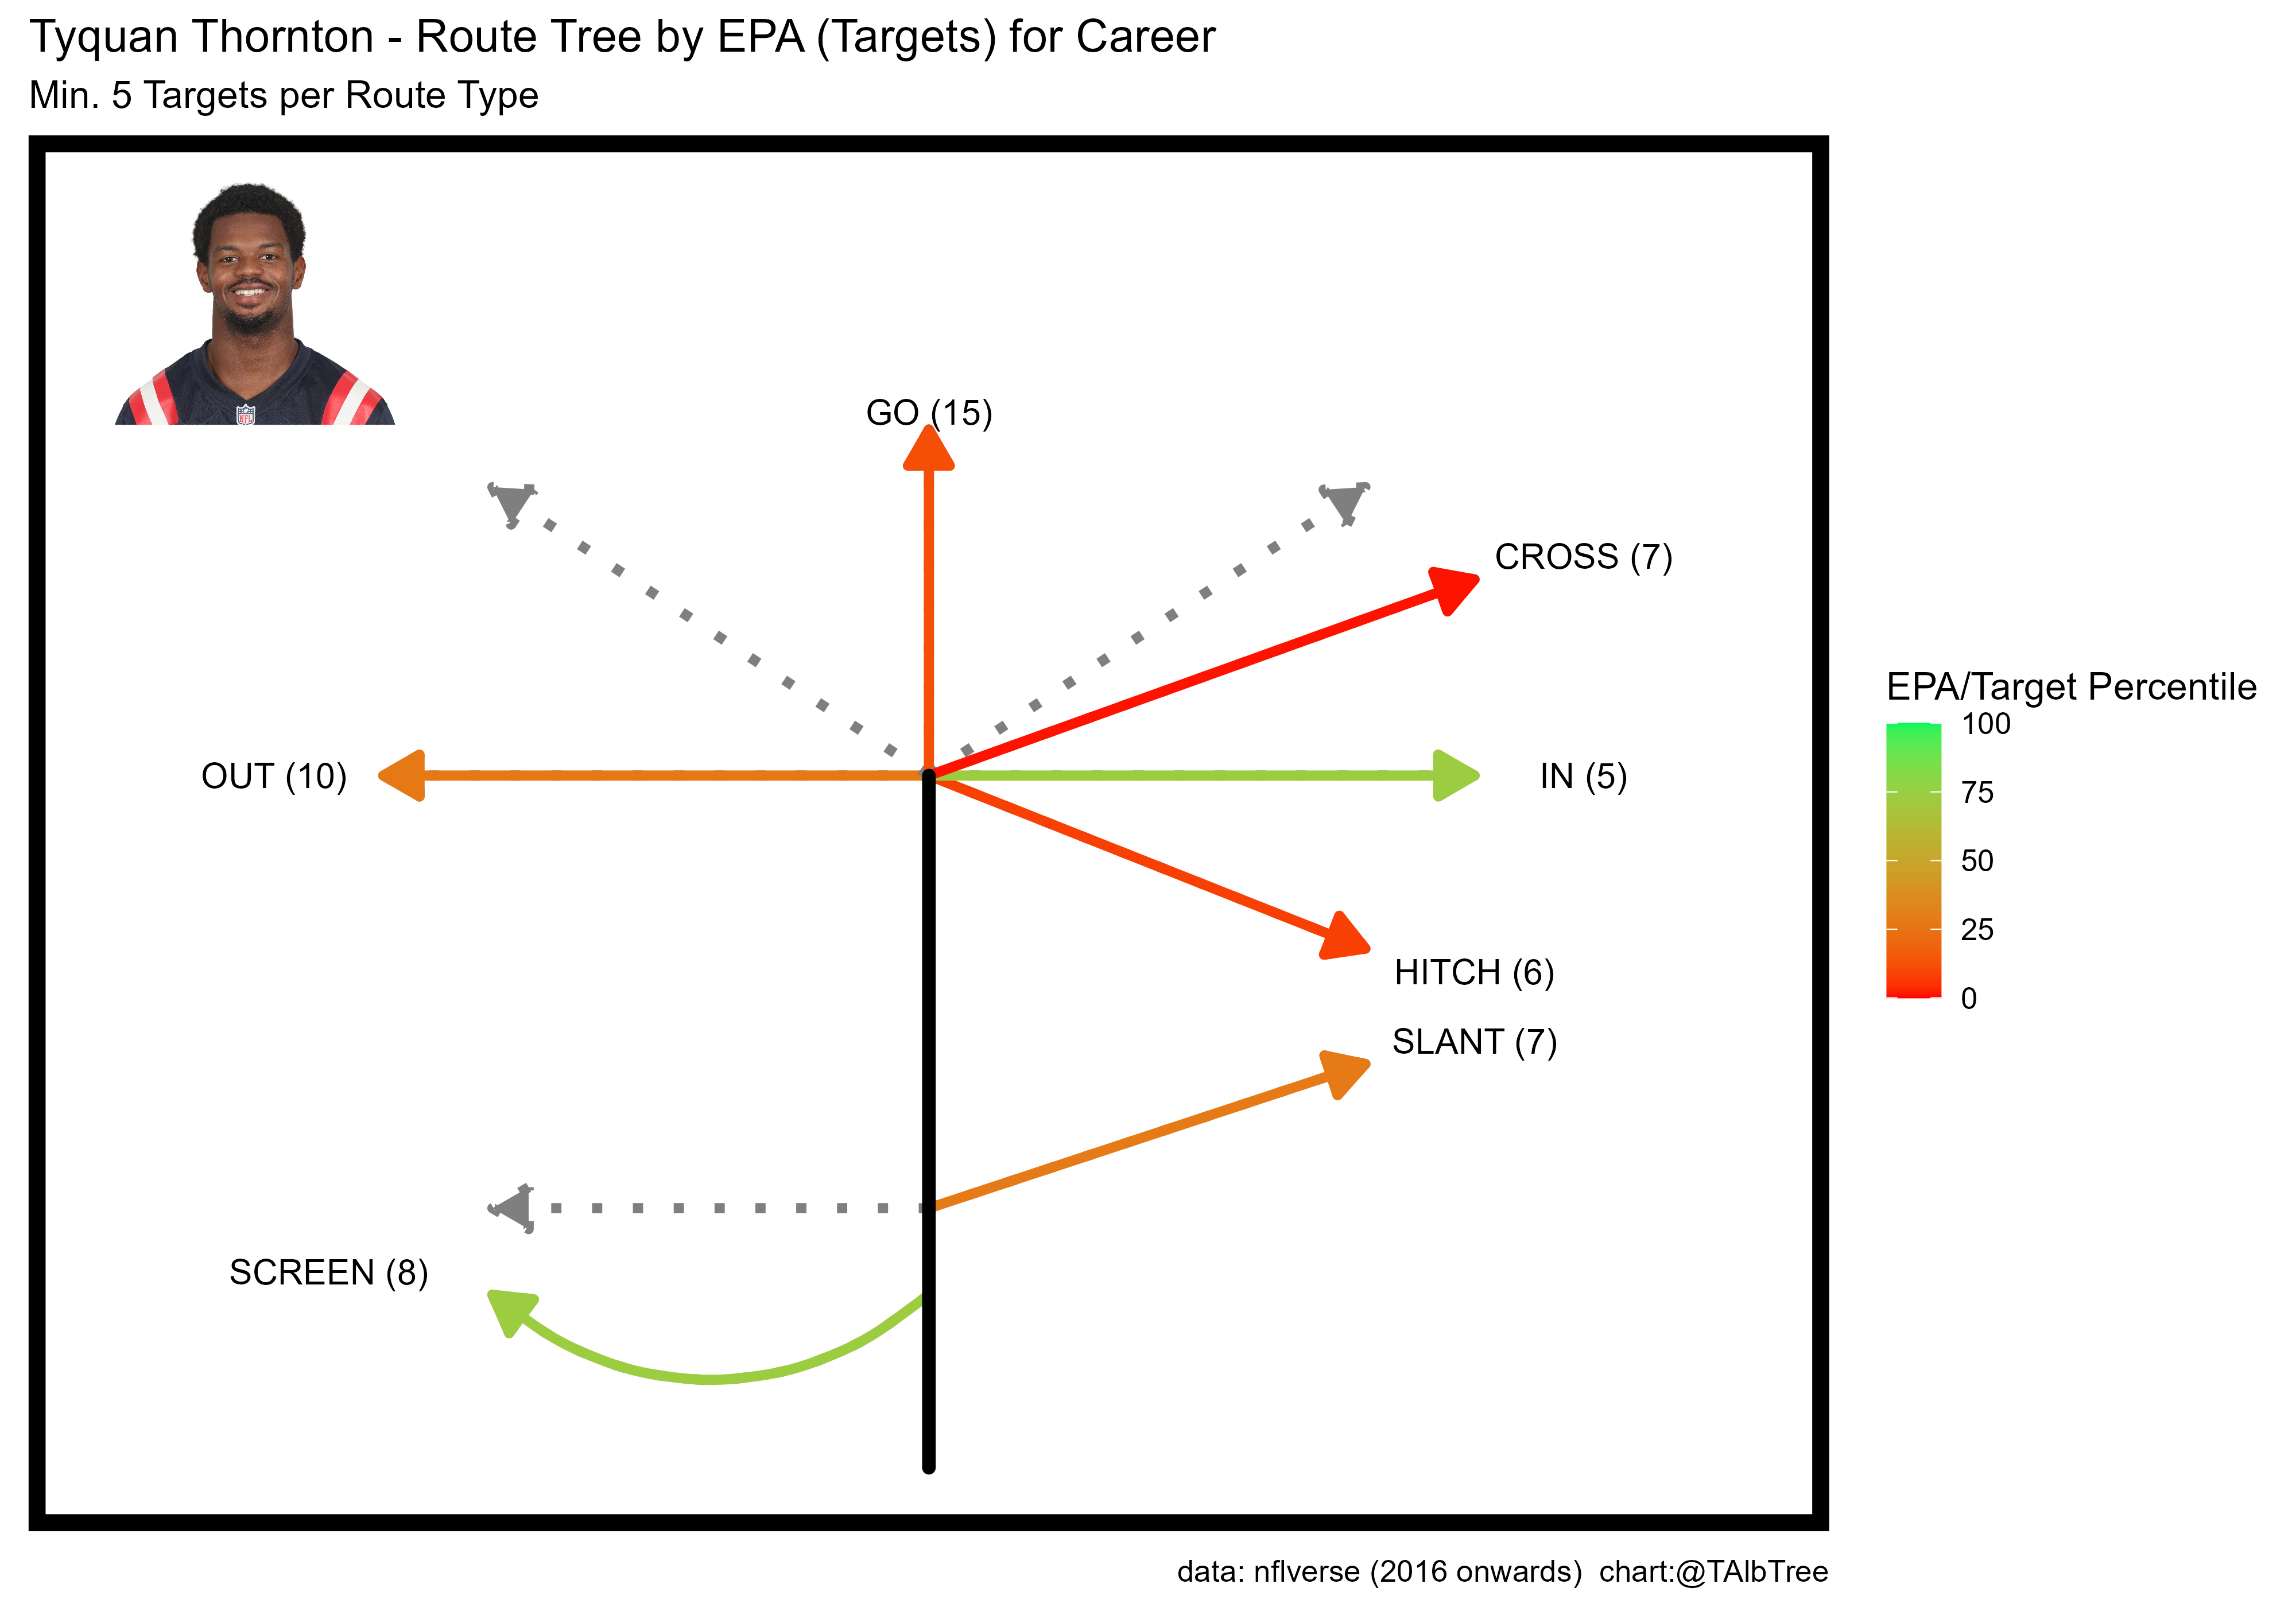 Tyquan Thornton - Route Tree by EPA (Targets) for Career
Min. 5 Targets per Route Type
GO (15)
CROSS (7)
OUT (10)
IN (5)
HITCH (6)
SLANT (7)
SCREEN (8)
EPA/Target Percentile
100
75
50
25
0
NFL
data: nflverse (2016 onwards) chart:@TAlbTree